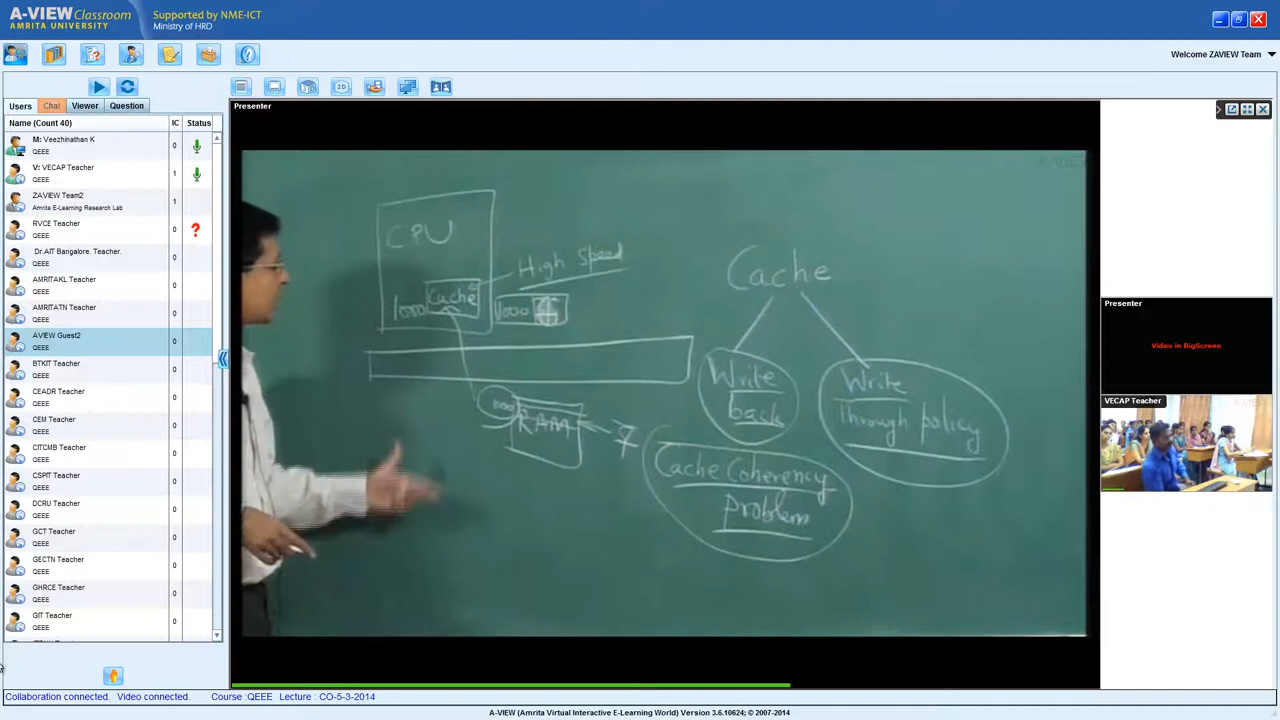 A-VIEW Classroom
AMRITA UNIVERSITY
Supported by NME-ICT
Ministry of HRD
Welcome ZAVIEW Team
Users
Chat
Viewer
Question
Name (Count 40)
IC
Status
M: Veezhinathan K
QEEE
0
V: VECAP Teacher
QEEE
1
ZAVIEW Team2
Amrita E-Learning Research Lab
1
RVCE Teacher
QEEE
0
?
Dr.AIT Bangalore. Teacher.
QEEE
0
AMRITAKL Teacher
QEEE
0
AMRITATN Teacher
QEEE
0
AVIEW Guest2
QEEE
0
BTKIT Teacher
QEEE
0
CEADR Teacher
QEEE
0
CEM Teacher
QEEE
0
CITCMB Teacher
QEEE
0
CSPIT Teacher
QEEE
0
DCRU Teacher
QEEE
0
GCT Teacher
QEEE
0
GECTN Teacher
QEEE
0
GHRCE Teacher
QEEE
0
GIT Teacher
QEEE
0
2D
Presenter
CPU
High Speed
1000 Cache
1000
Cache
Write
back
Write
through policy
1000
RAM
7
Cache Coherency
Problem
Presenter
Video in BigScreen
VECAP Teacher
Collaboration connected. Video connected. Course :QEEE Lecture : CO-5-3-2014
A-VIEW (Amrita Virtual Interactive E-Learning World) Version 3.6.10624; © 2007-2014